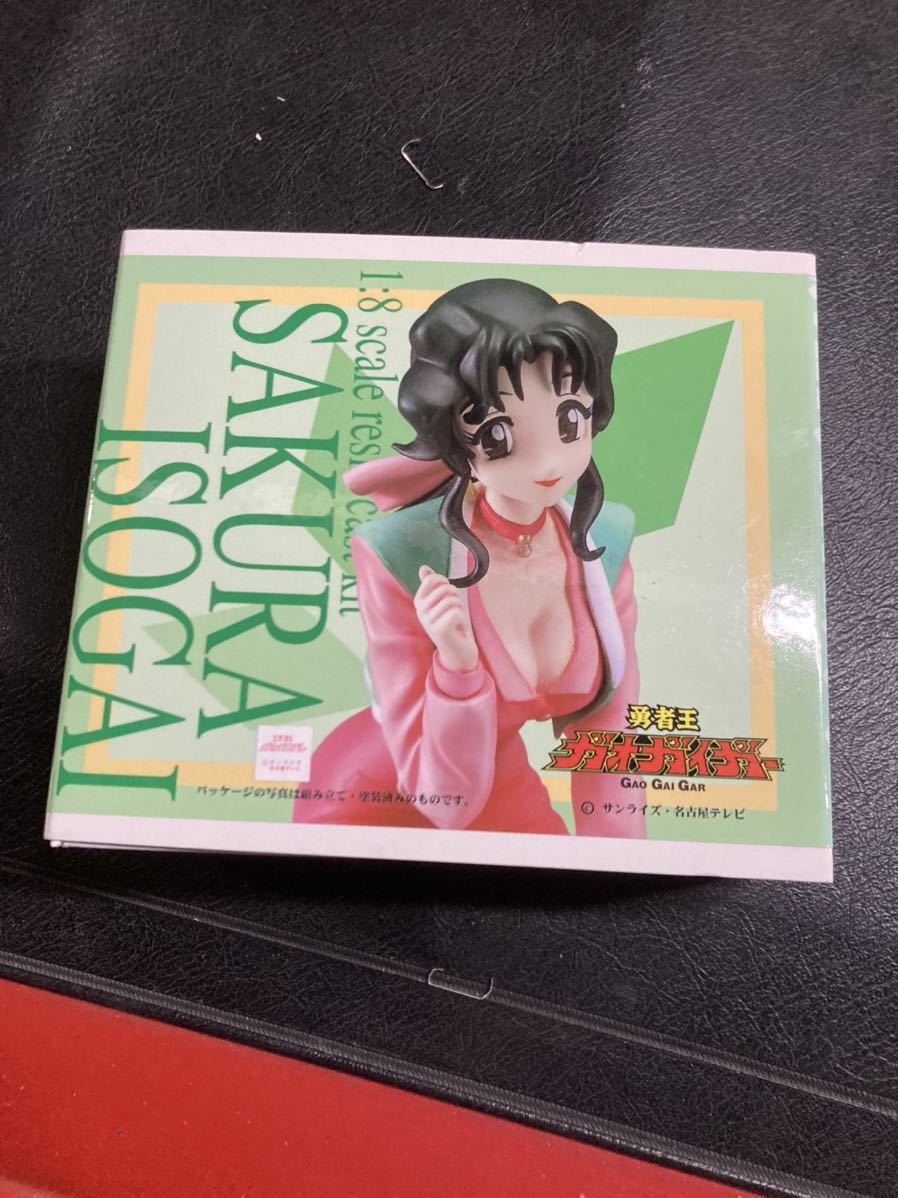 1:8 scale resin cast kit
SAKURA
ISOGAI
勇者王
ガオガイガー
GAO GAI GAR
© サンライズ・名古屋テレビ
パッケージの写真は組み立て・塗装済みのものです。